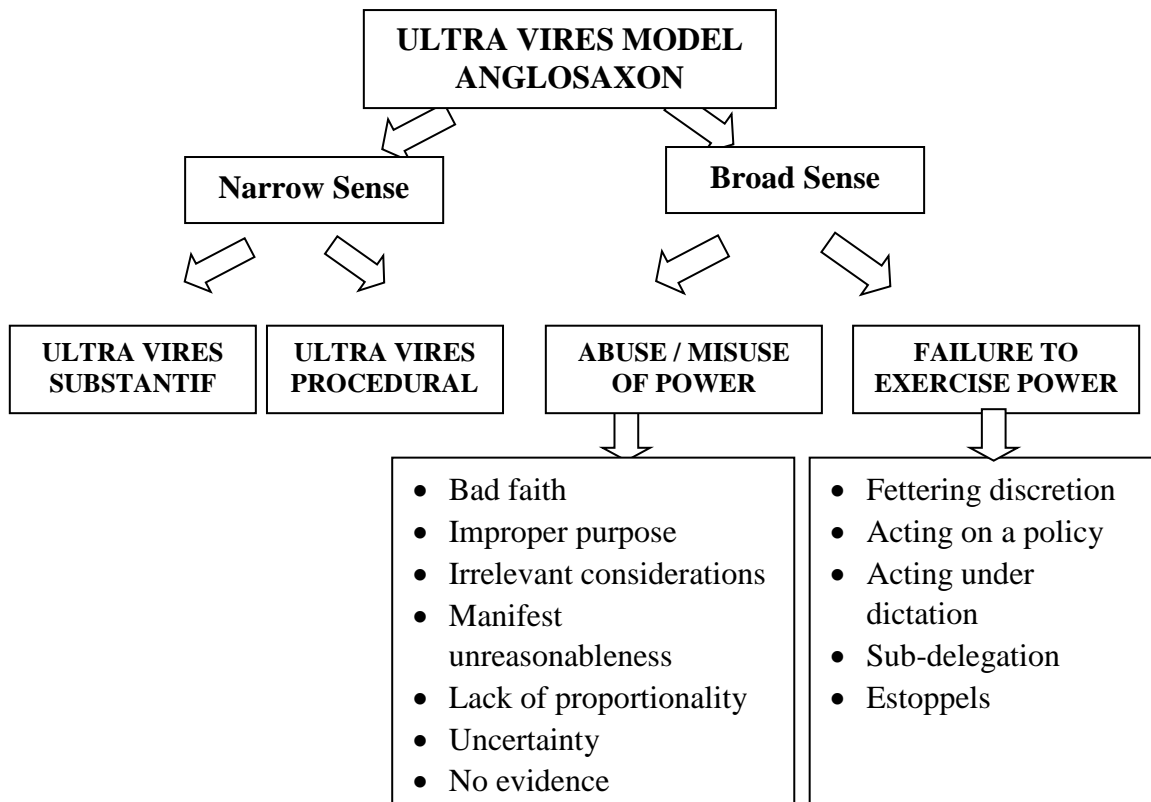 ULTRA VIRES MODEL
ANGLOSAXON
Narrow Sense
Broad Sense
ULTRA VIRES
SUBSTANTIF
ULTRA VIRES
PROCEDURAL
ABUSE / MISUSE
OF POWER
FAILURE TO
EXERCISE POWER
• Bad faith
• Improper purpose
• Irrelevant considerations
• Manifest
unreasonableness
• Lack of proportionality
• Uncertainty
• No evidence
• Fettering discretion
• Acting on a policy
• Acting under
dictation
• Sub-delegation
• Estoppels